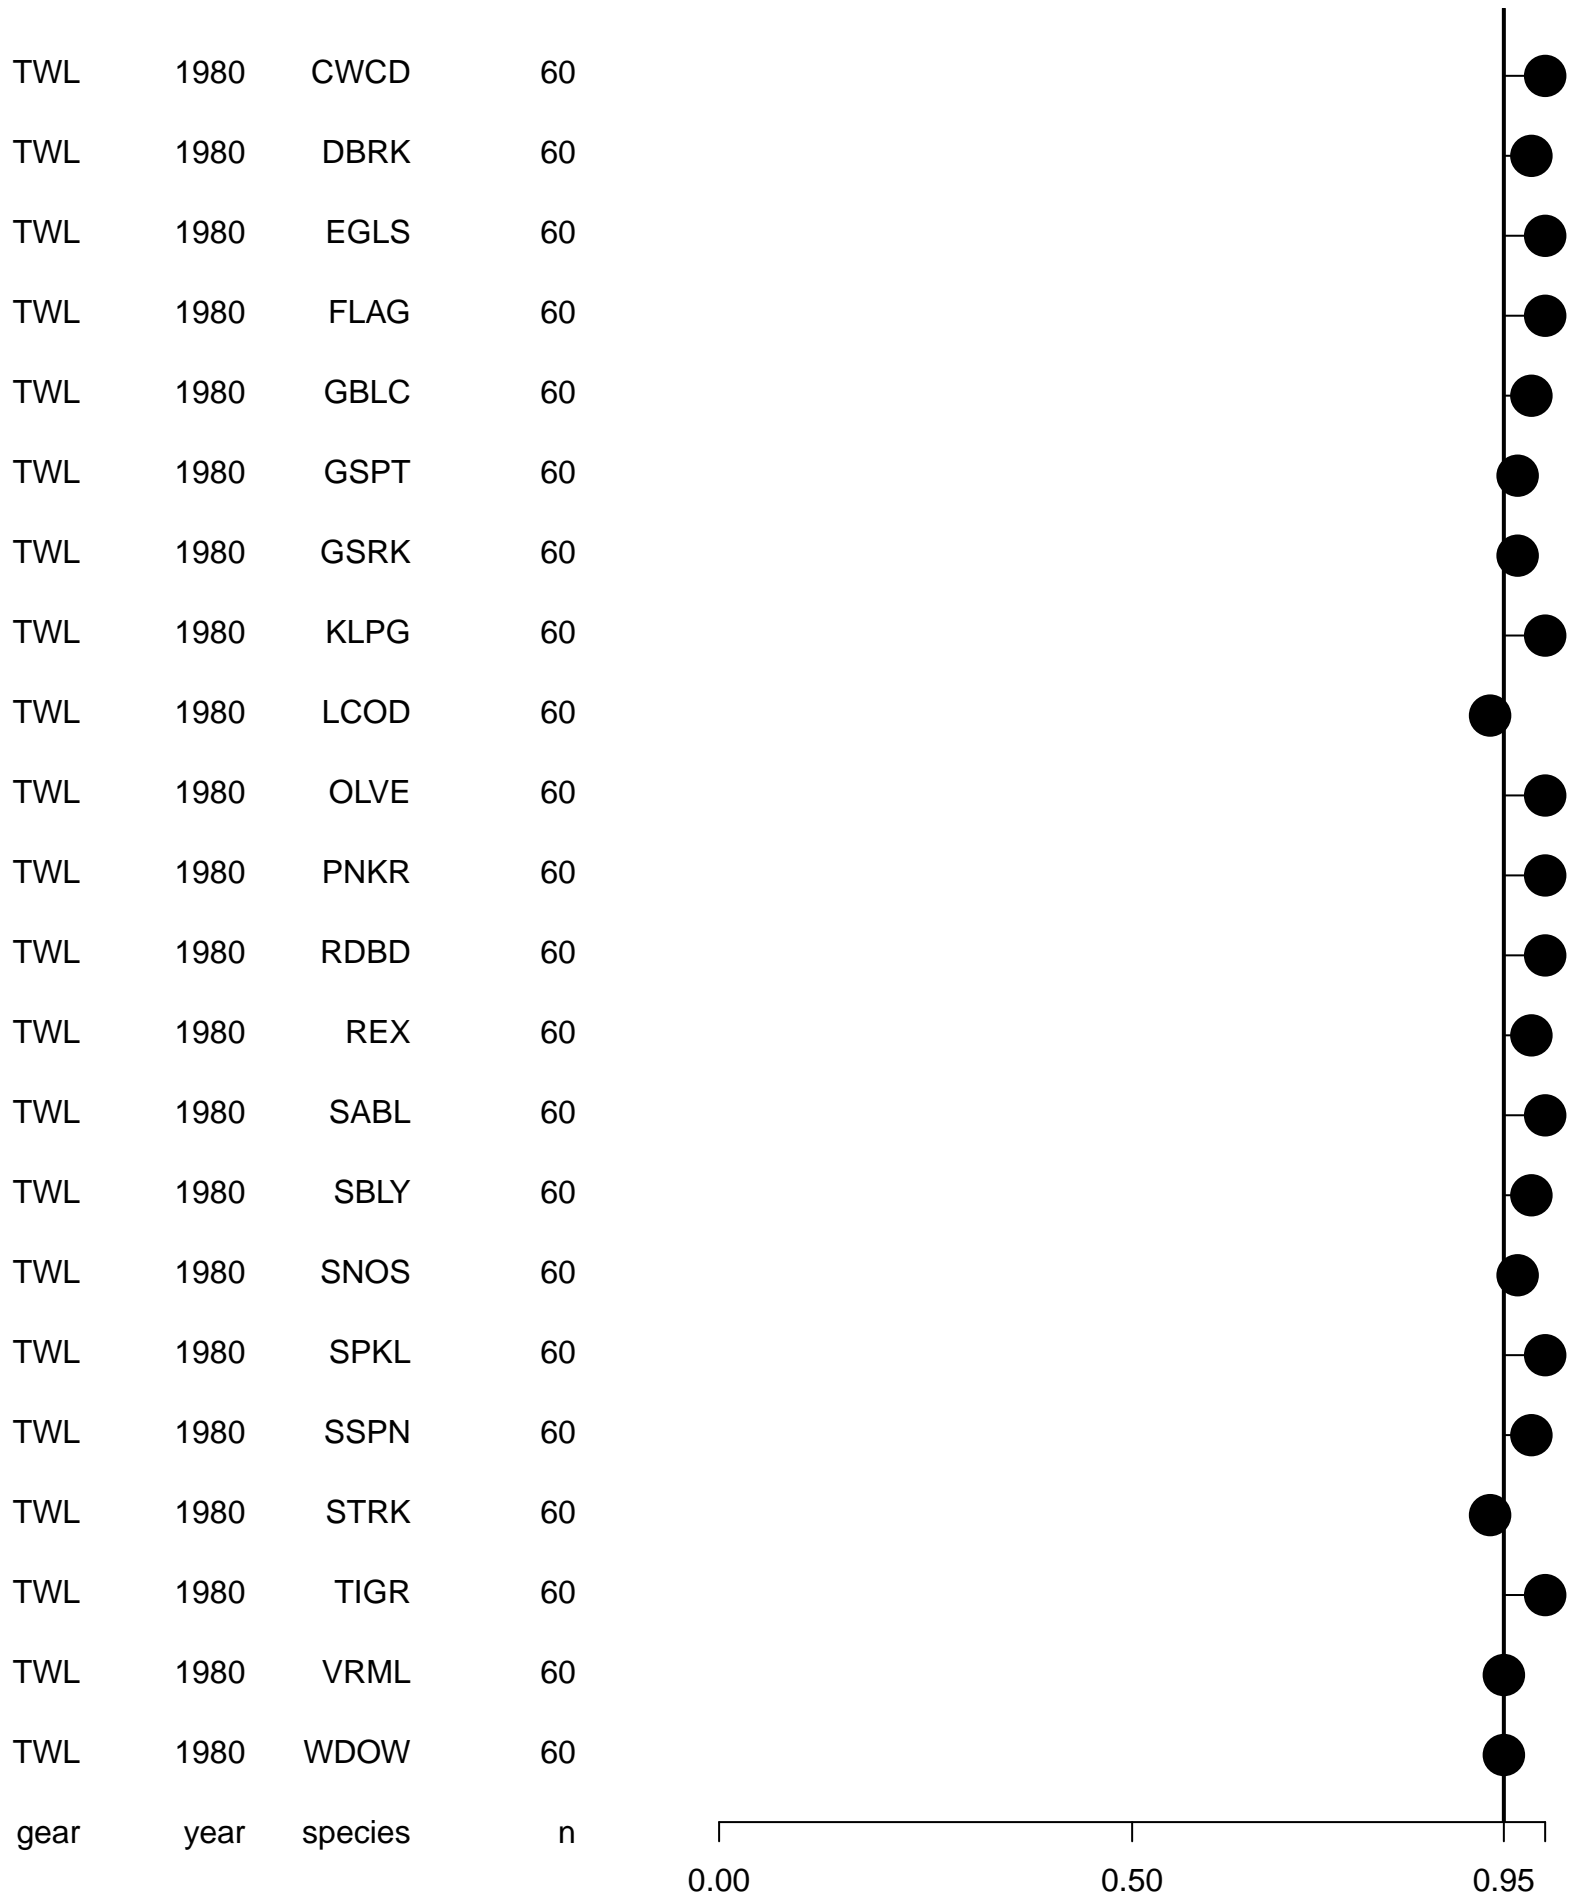 TWL 1980 CWCD 60
TWL 1980 DBRK 60
TWL 1980 EGLS 60
TWL 1980 FLAG 60
TWL 1980 GBLC 60
TWL 1980 GSPT 60
TWL 1980 GSRK 60
TWL 1980 KLPG 60
TWL 1980 LCOD 60
TWL 1980 OLVE 60
TWL 1980 PNKR 60
TWL 1980 RDBD 60
TWL 1980 REX 60
TWL 1980 SABL 60
TWL 1980 SBLY 60
TWL 1980 SNOS 60
TWL 1980 SPKL 60
TWL 1980 SSPN 60
TWL 1980 STRK 60
TWL 1980 TIGR 60
TWL 1980 VRML 60
TWL 1980 WDOW 60
gear year species n
0.00 0.50 0.95